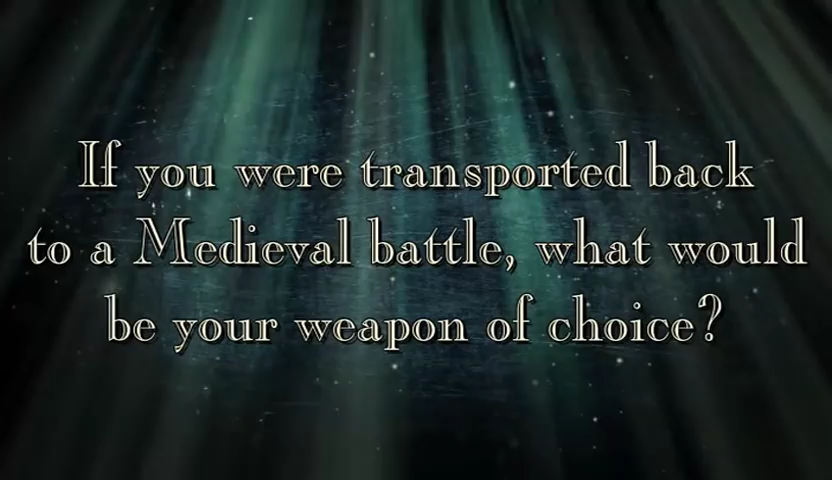 If you were transported back
to a Medieval battle, what would
be your weapon of choice?